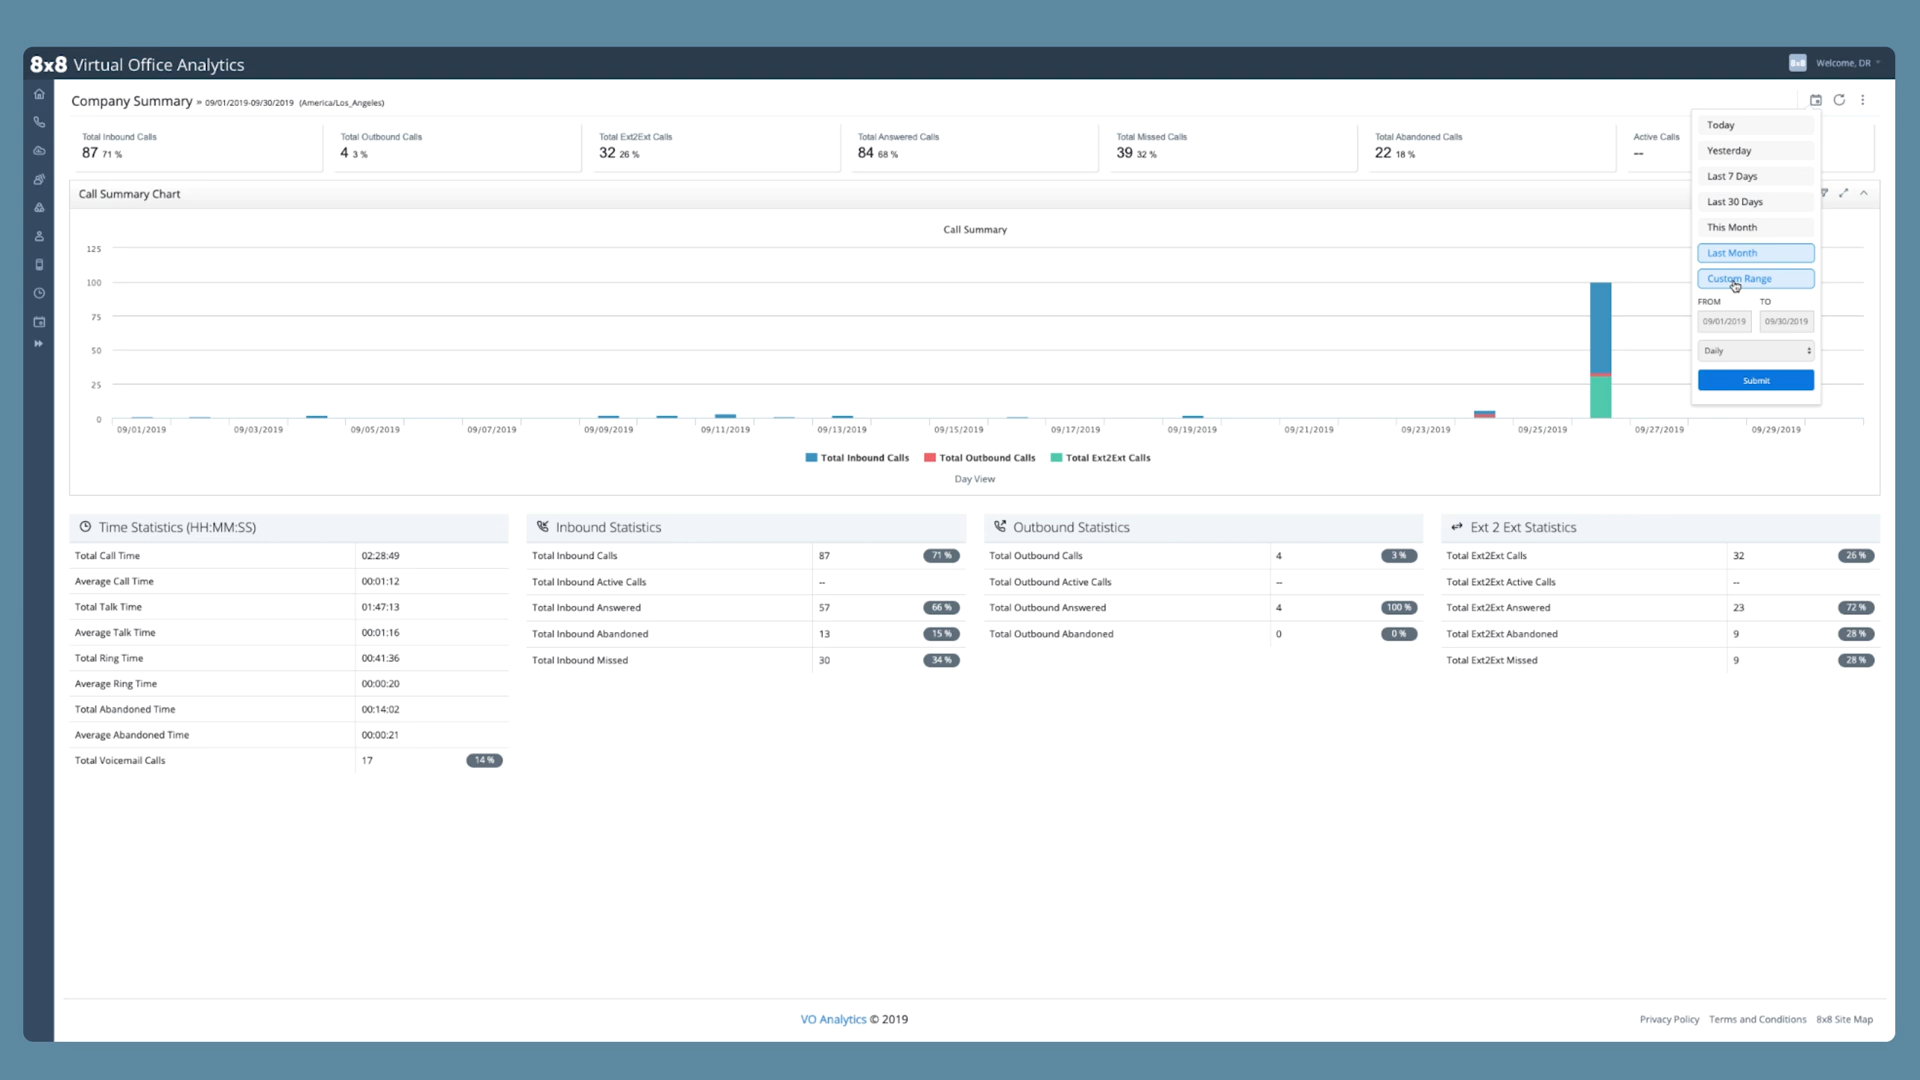 8x8 Virtual Office Analytics
8x8 Welcome, DR
Company Summary » 09/01/2019-09/30/2019 (America/Los_Angeles)
Total Inbound Calls
87 71 %
Total Outbound Calls
4 3 %
Total Ext2Ext Calls
32 26 %
Total Answered Calls
84 68 %
Total Missed Calls
39 32 %
Total Abandoned Calls
22 18 %
Active Calls
--
Today
Yesterday
Last 7 Days
Last 30 Days
This Month
Last Month
Custom Range
FROM TO
09/01/2019 09/30/2019
Daily
Submit
Call Summary Chart
Call Summary
125
100
75
50
25
0
09/01/2019 09/03/2019 09/05/2019 09/07/2019 09/09/2019 09/11/2019 09/13/2019 09/15/2019 09/17/2019 09/19/2019 09/21/2019 09/23/2019 09/25/2019 09/27/2019 09/29/2019
Total Inbound Calls Total Outbound Calls Total Ext2Ext Calls
Day View
Time Statistics (HH:MM:SS)
Total Call Time 02:28:49
Average Call Time 00:01:12
Total Talk Time 01:47:13
Average Talk Time 00:01:16
Total Ring Time 00:41:36
Average Ring Time 00:00:20
Total Abandoned Time 00:14:02
Average Abandoned Time 00:00:21
Total Voicemail Calls 17 14 %
Inbound Statistics
Total Inbound Calls 87 71 %
Total Inbound Active Calls --
Total Inbound Answered 57 66 %
Total Inbound Abandoned 13 15 %
Total Inbound Missed 30 34 %
Outbound Statistics
Total Outbound Calls 4 3 %
Total Outbound Active Calls --
Total Outbound Answered 4 100 %
Total Outbound Abandoned 0 0 %
Ext 2 Ext Statistics
Total Ext2Ext Calls 32 26 %
Total Ext2Ext Active Calls --
Total Ext2Ext Answered 23 72 %
Total Ext2Ext Abandoned 9 28 %
Total Ext2Ext Missed 9 28 %
VO Analytics © 2019
Privacy Policy Terms and Conditions 8x8 Site Map